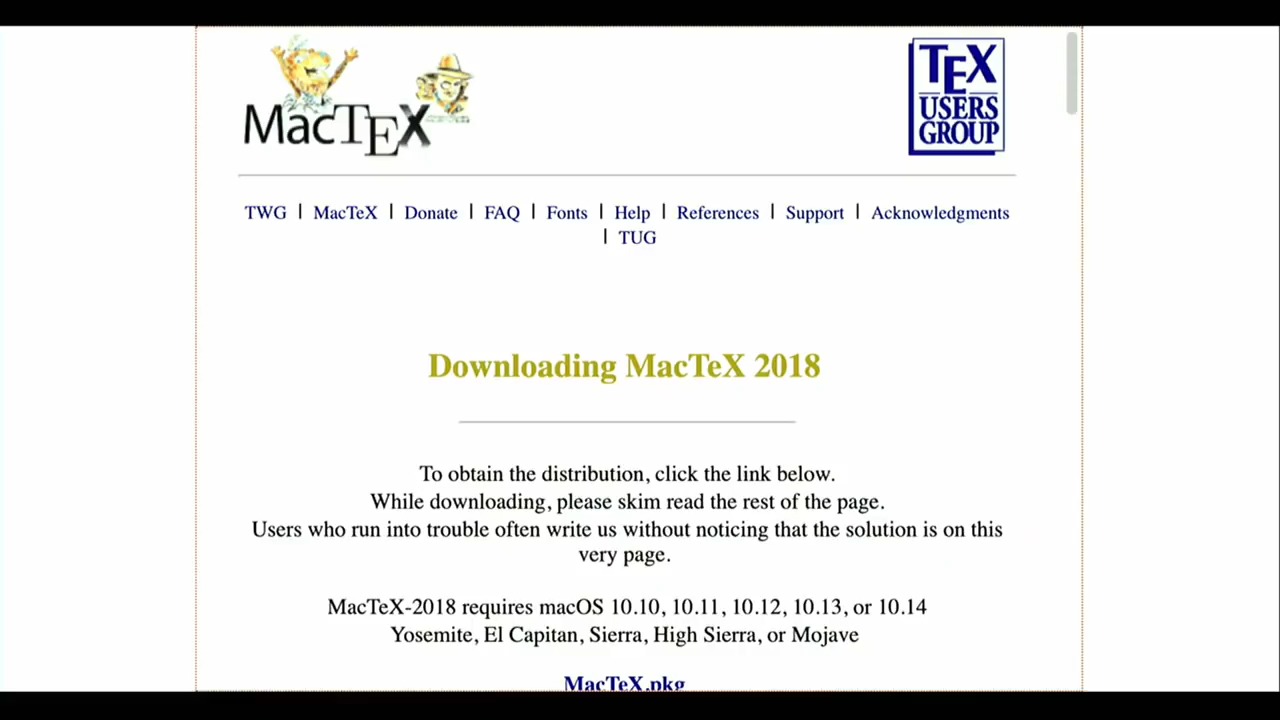 MacTEX
TEX
USERS
GROUP
TWG | MacTeX | Donate | FAQ | Fonts | Help | References | Support | Acknowledgments
| TUG
Downloading MacTeX 2018
To obtain the distribution, click the link below.
While downloading, please skim read the rest of the page.
Users who run into trouble often write us without noticing that the solution is on this
very page.
MacTeX-2018 requires macOS 10.10, 10.11, 10.12, 10.13, or 10.14
Yosemite, El Capitan, Sierra, High Sierra, or Mojave
MacTeX.pkg